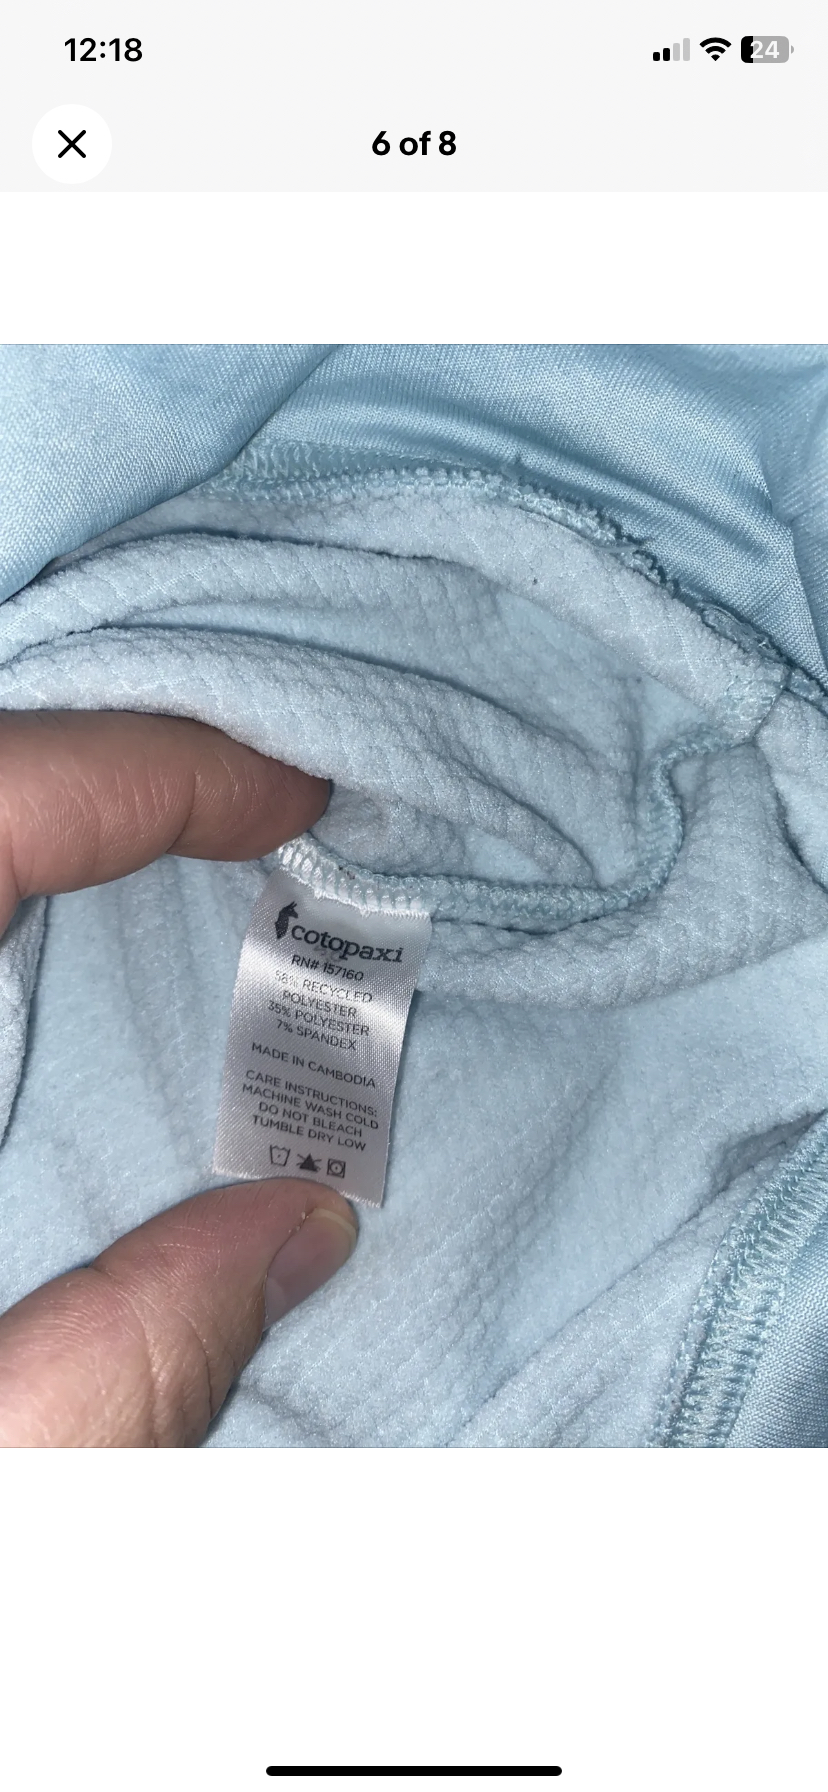 12:18
24
6 of 8
cotopaxi
RN# 157160
58% RECYCLED
POLYESTER
35% POLYESTER
7% SPANDEX
MADE IN CAMBODIA
CARE INSTRUCTIONS:
MACHINE WASH COLD
DO NOT BLEACH
TUMBLE DRY LOW